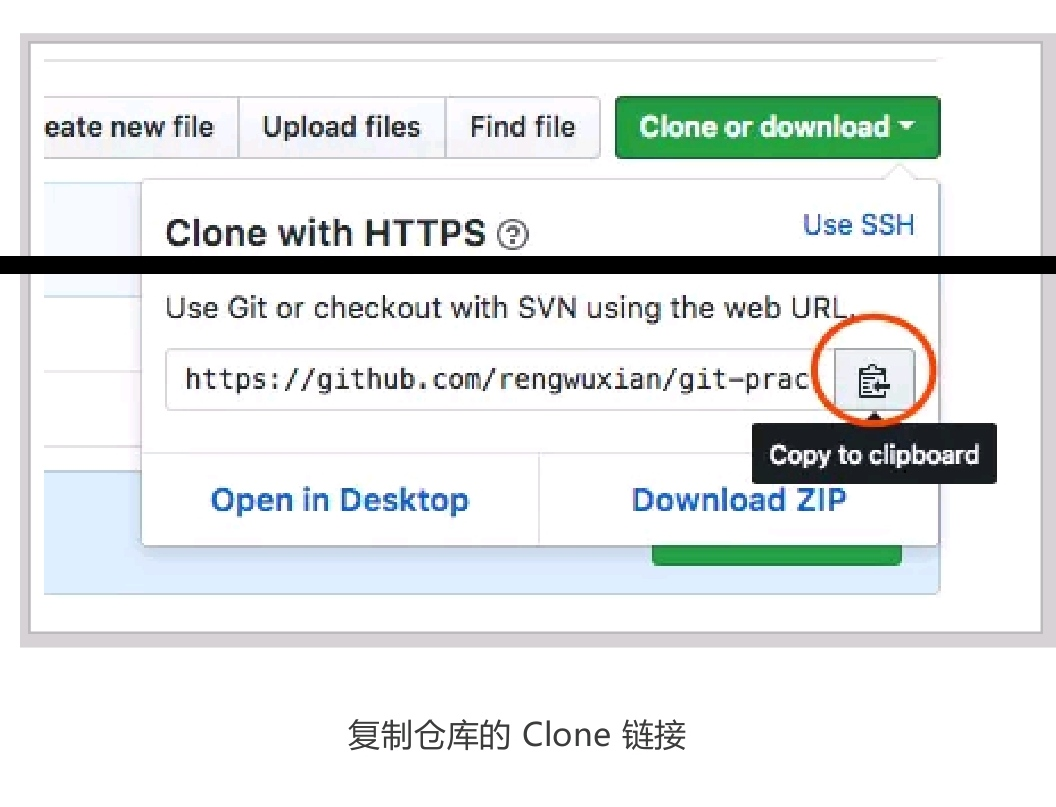 eate new file Upload files Find file Clone or download
Clone with HTTPS Use SSH
Use Git or checkout with SVN using the web URL.
https://github.com/rengwuxian/git-prac
Copy to clipboard
Open in Desktop Download ZIP
复制仓库的 Clone 链接